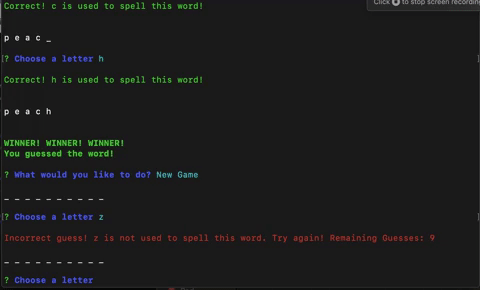 Correct! c is used to spell this word!
Click to stop screen recording
p e a c _
? Choose a letter h
Correct! h is used to spell this word!
p e a c h
WINNER! WINNER! WINNER!
You guessed the word!
? What would you like to do? New Game
_ _ _ _ _ _ _ _ _ _
? Choose a letter z
Incorrect guess! z is not used to spell this word. Try again! Remaining Guesses: 9
_ _ _ _ _ _ _ _ _ _
? Choose a letter